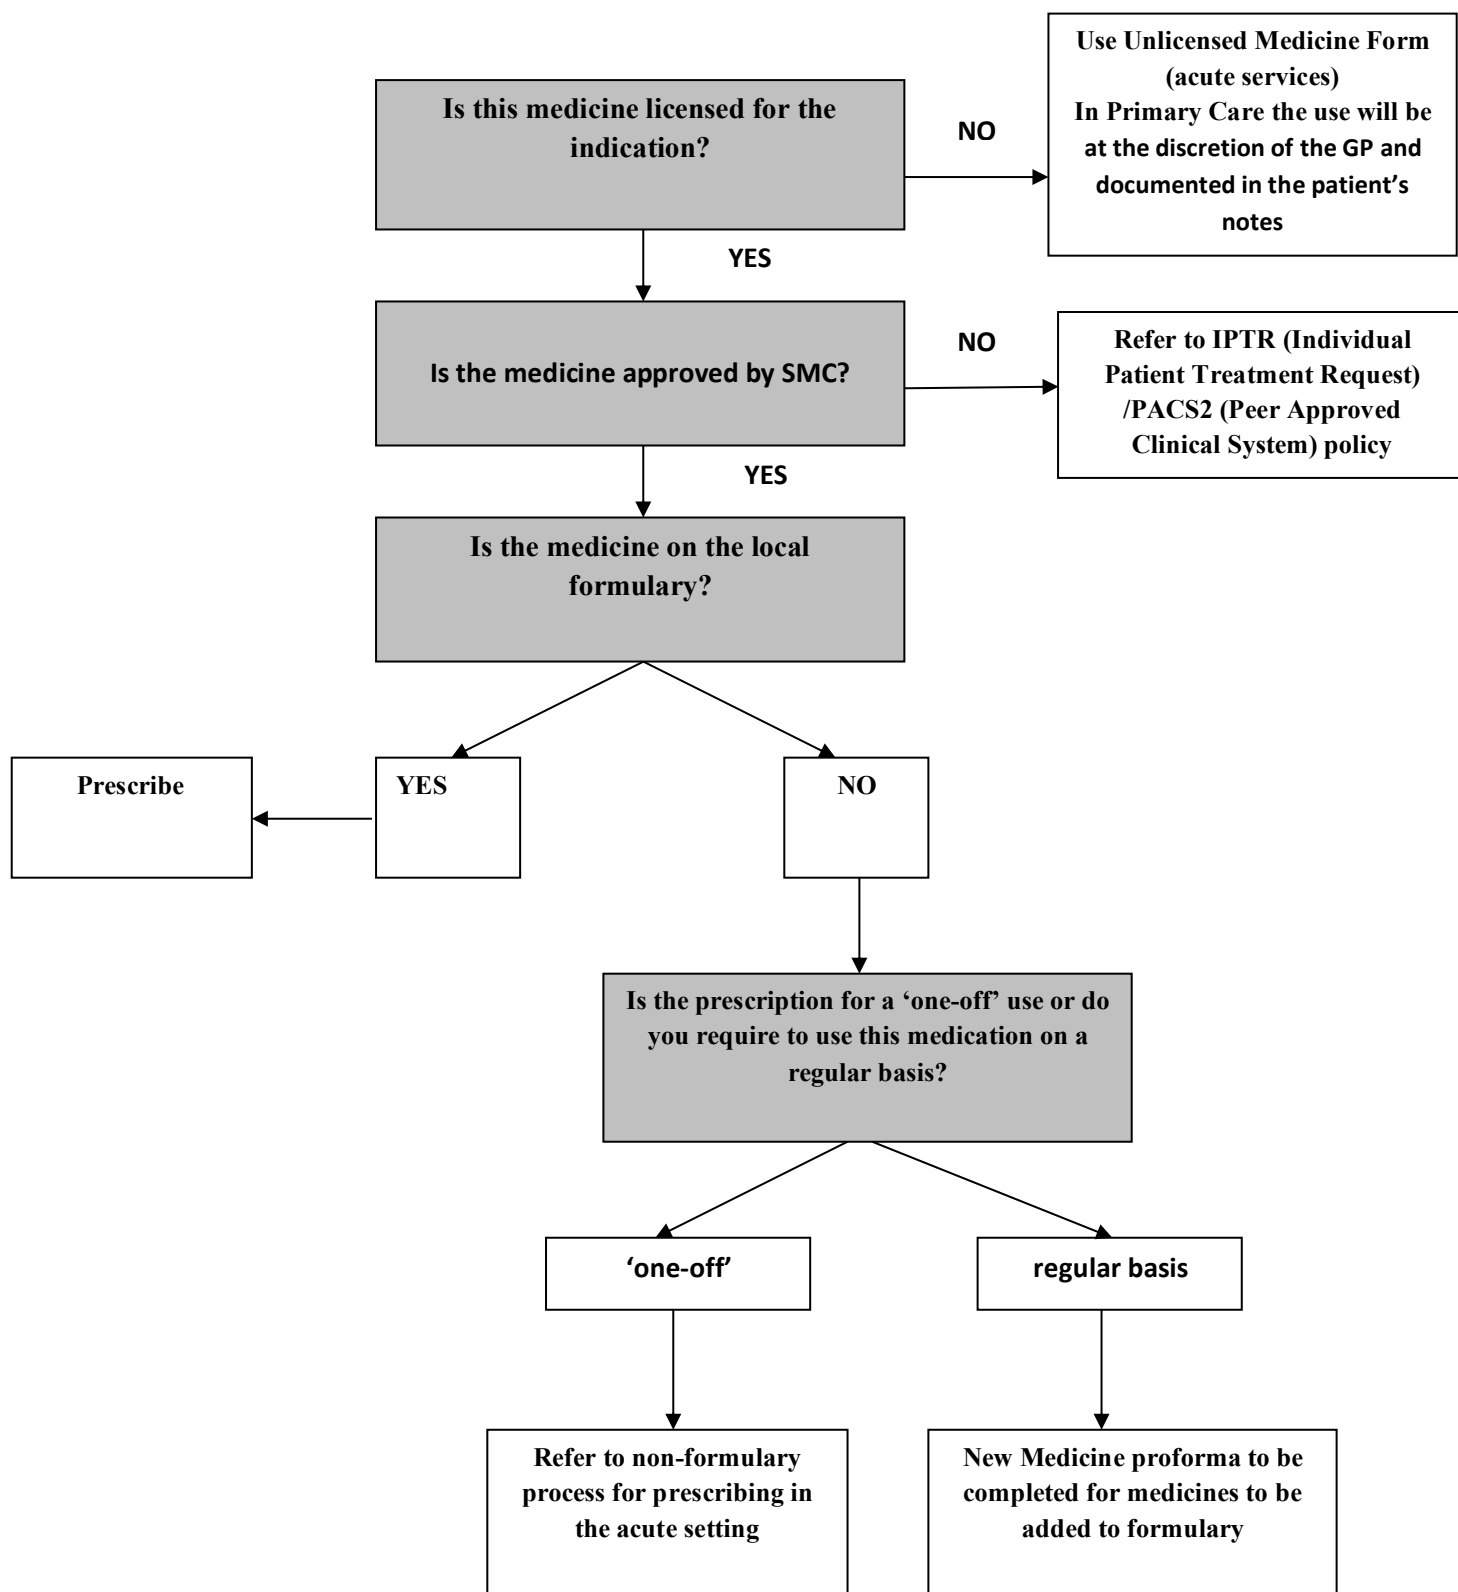 Use Unlicensed Medicine Form
(acute services)
In Primary Care the use will be
at the discretion of the GP and
documented in the patient’s
notes
Is this medicine licensed for the
indication?
NO
YES
Is the medicine approved by SMC?
NO
Refer to IPTR (Individual
Patient Treatment Request)
/PACS2 (Peer Approved
Clinical System) policy
YES
Is the medicine on the local
formulary?
Prescribe
YES
NO
Is the prescription for a ‘one-off’ use or do
you require to use this medication on a
regular basis?
‘one-off’
regular basis
Refer to non-formulary
process for prescribing in
the acute setting
New Medicine proforma to be
completed for medicines to be
added to formulary